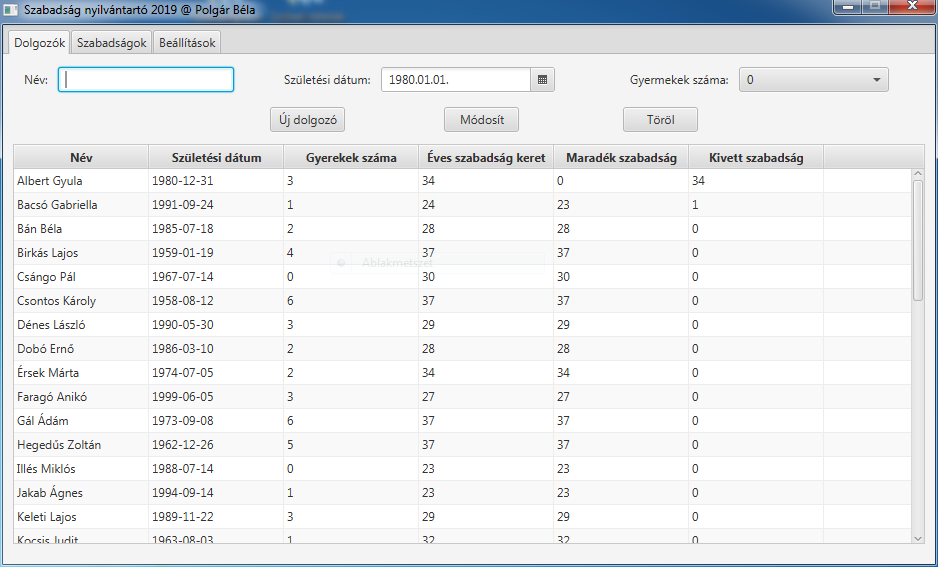 Szabadság nyilvántartó 2019 @ Polgár Béla
Dolgozók Szabadságok Beállítások
Név: Születési dátum: 1980.01.01. Gyermekek száma: 0
Új dolgozó Módosít Töröl
Név Születési dátum Gyerekek száma Éves szabadság keret Maradék szabadság Kivett szabadság
Albert Gyula 1980-12-31 3 34 0 34
Bacsó Gabriella 1991-09-24 1 24 23 1
Bán Béla 1985-07-18 2 28 28 0
Birkás Lajos 1959-01-19 4 37 37 0
Ablakmetszet
Csángo Pál 1967-07-14 0 30 30 0
Csontos Károly 1958-08-12 6 37 37 0
Dénes László 1990-05-30 3 29 29 0
Dobó Ernő 1986-03-10 2 28 28 0
Érsek Márta 1974-07-05 2 34 34 0
Faragó Anikó 1999-06-05 3 27 27 0
Gál Ádám 1973-09-08 6 37 37 0
Hegedűs Zoltán 1962-12-26 5 37 37 0
Illés Miklós 1988-07-14 0 23 23 0
Jakab Ágnes 1994-09-14 1 23 23 0
Keleti Lajos 1989-11-22 3 29 29 0
Kocsis Judit 1963-08-03 1 32 32 0